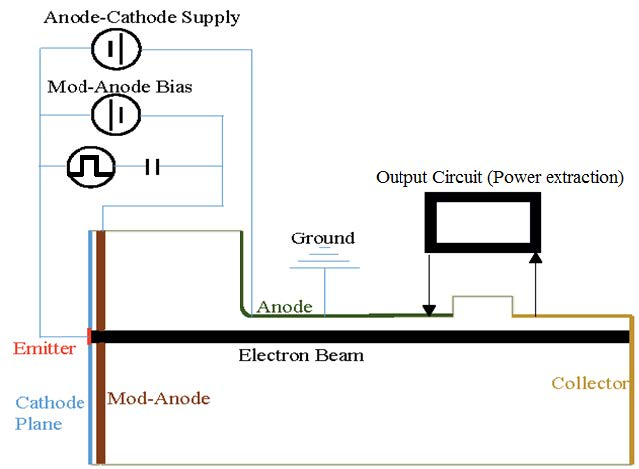 Anode-Cathode Supply
Mod-Anode Bias
Output Circuit (Power extraction)
Ground
Anode
Emitter
Electron Beam
Collector
Cathode
Plane
Mod-Anode